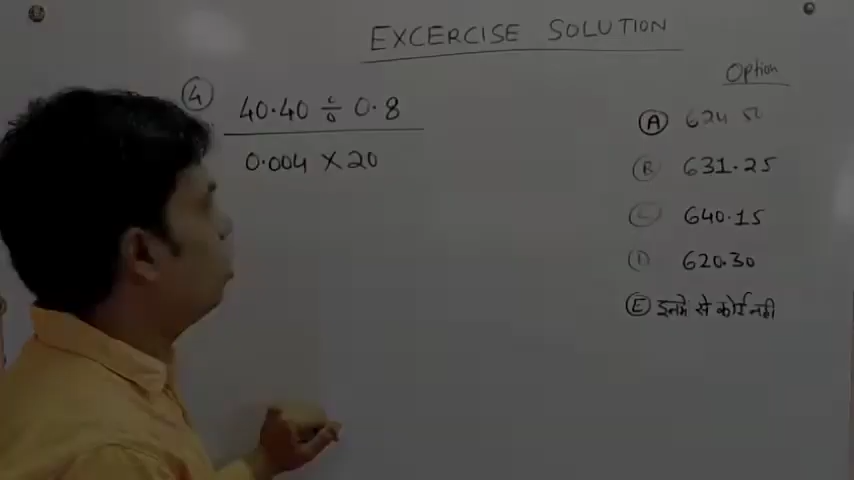 EXCERCISE SOLUTION
Option
4
40.40 ÷ 0.8
0.004 × 20
A 624
B 631.25
C 640.15
D 620.30
E इनमे से कोई नही